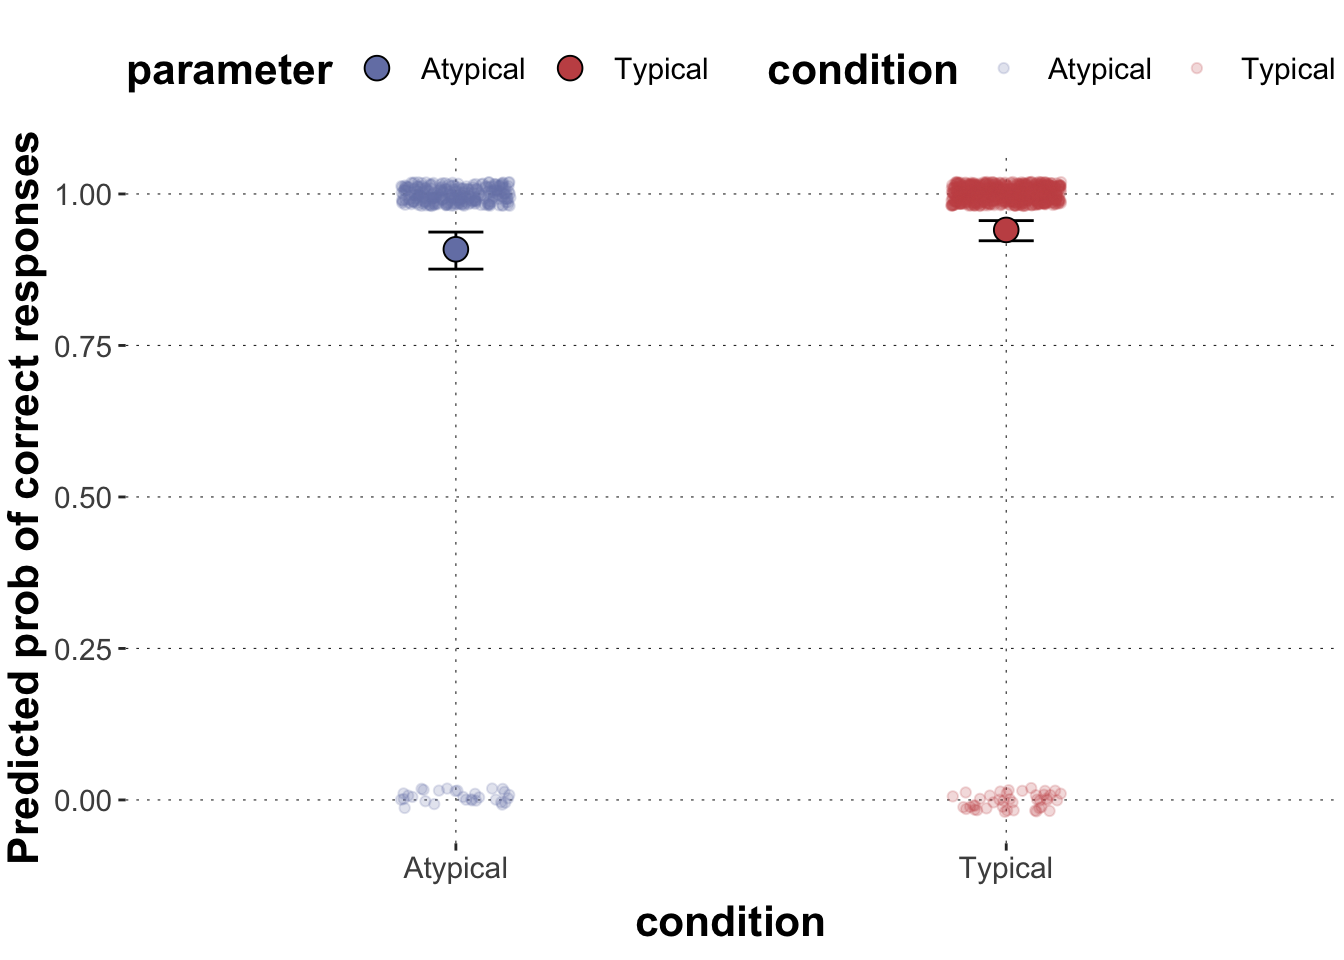 parameter Atypical Typical condition Atypical Typical
Predicted prob of correct responses
1.00
0.75
0.50
0.25
0.00
Atypical Typical
condition